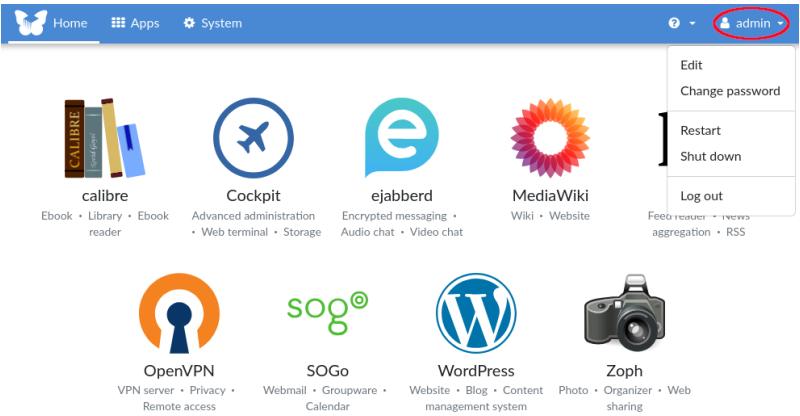 Home Apps System ? admin
Edit
Change password
Restart
Shut down
Log out
CALIBRE
calibre
Ebook • Library • Ebook
reader
Cockpit
Advanced administration
• Web terminal • Storage
ejabberd
Encrypted messaging •
Audio chat • Video chat
MediaWiki
Wiki • Website
Feed reader • News
aggregation • RSS
OpenVPN
VPN server • Privacy •
Remote access
sogo
SOGo
Webmail • Groupware •
Calendar
W
WordPress
Website • Blog • Content
management system
Zoph
Photo • Organizer • Web
sharing